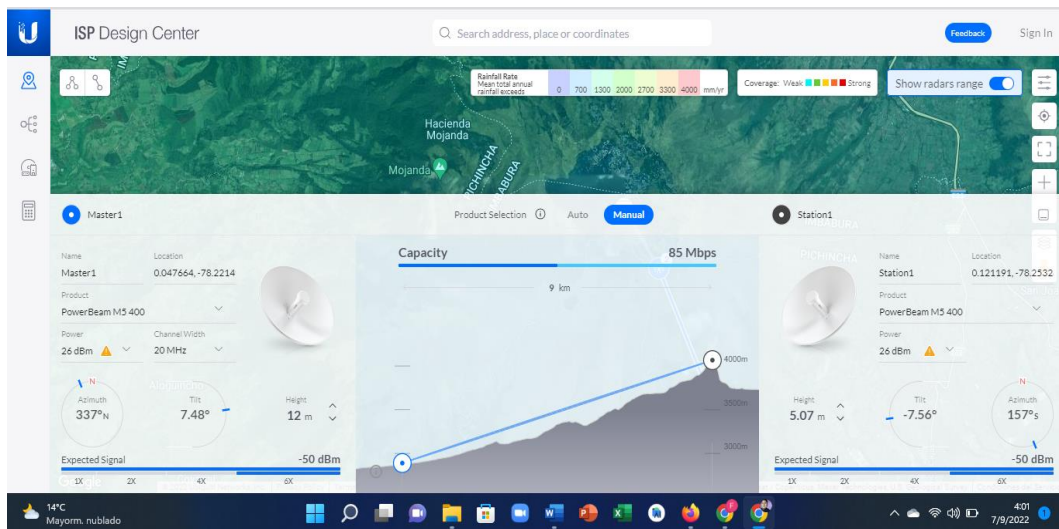 ISP Design Center
Search address, place or coordinates
Feedback
Sign In
Rainfall Rate
Mean total annual
rainfall exceeds
0 700 1300 2000 2700 3300 4000 mm/yr
Coverage: Weak Strong
Show radars range
Hacienda
Mojanda
Mojanda
PICHINCHA
Master1
Product Selection Auto Manual
Station1
Name Location
Master1 0.047664, -78.2214
Product
PowerBeam M5 400
Power Channel Width
26 dBm 20 MHz
N
Azimuth
337°N
Tilt
7.48°
Height
12 m
Expected Signal -50 dBm
1X 2X 4X 6X
Capacity 85 Mbps
9 km
4000m
3500m
3000m
PICHINCHA
Name Location
Station1 0.121191, -78.2532
Product
PowerBeam M5 400
Power
26 dBm
Height
5.07 m
Tilt
-7.56°
N
Azimuth
157°s
Expected Signal -50 dBm
1X 2X 4X 6X
14°C
Mayorm. nublado
4:01
7/9/2022